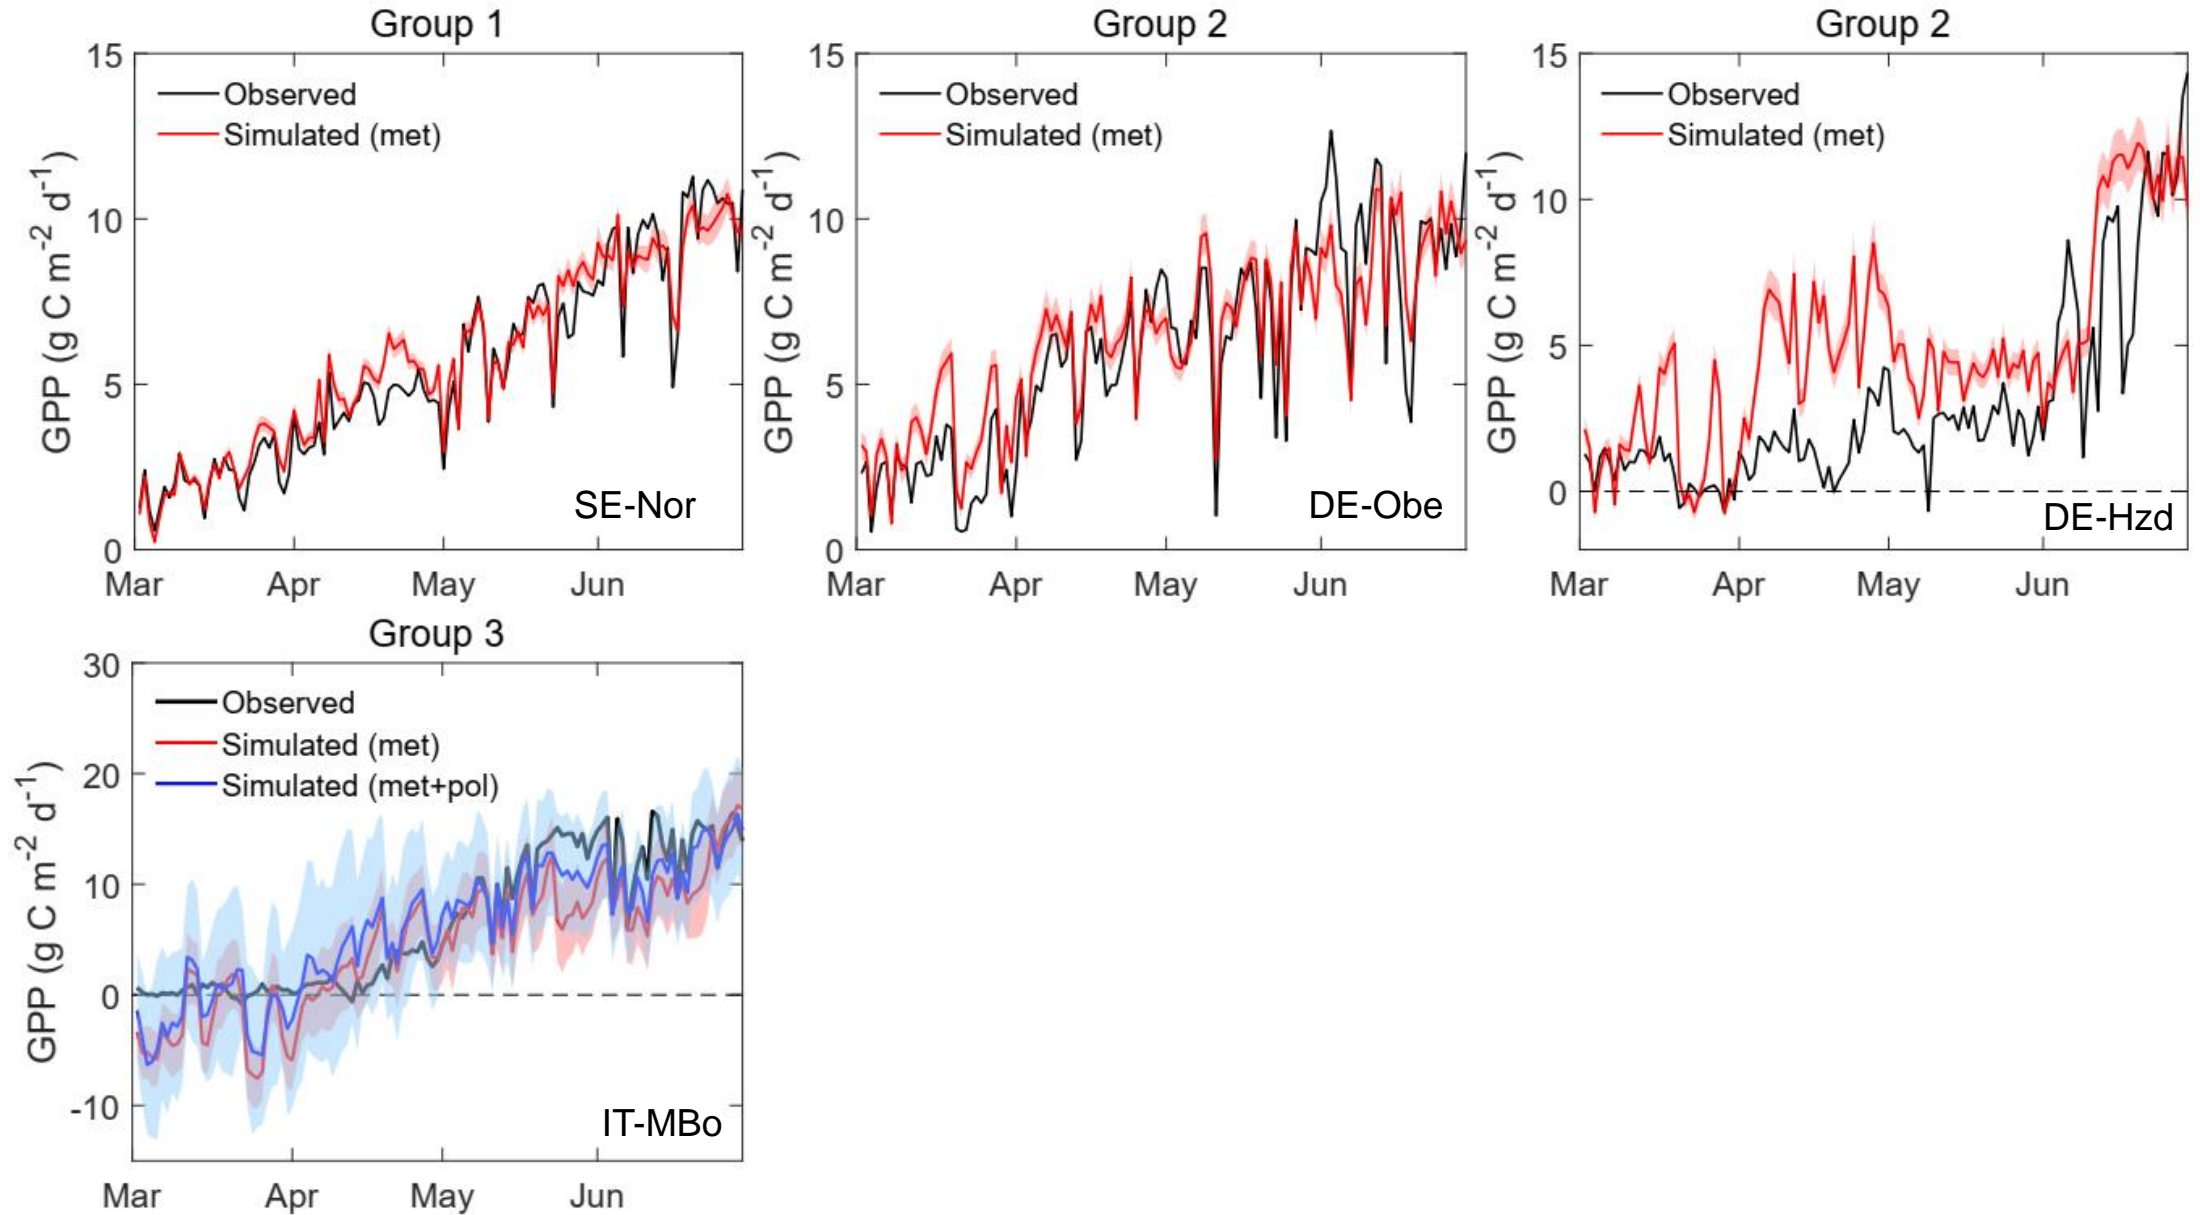 Group 1
15
10
5
0
GPP (g C m-2 d-1)
Observed
Simulated (met)
SE-Nor
Mar Apr May Jun
Group 2
15
10
5
0
GPP (g C m-2 d-1)
Observed
Simulated (met)
DE-Obe
Mar Apr May Jun
Group 2
15
10
5
0
GPP (g C m-2 d-1)
Observed
Simulated (met)
DE-Hzd
Mar Apr May Jun
Group 3
30
20
10
0
-10
GPP (g C m-2 d-1)
Observed
Simulated (met)
Simulated (met+pol)
IT-MBo
Mar Apr May Jun